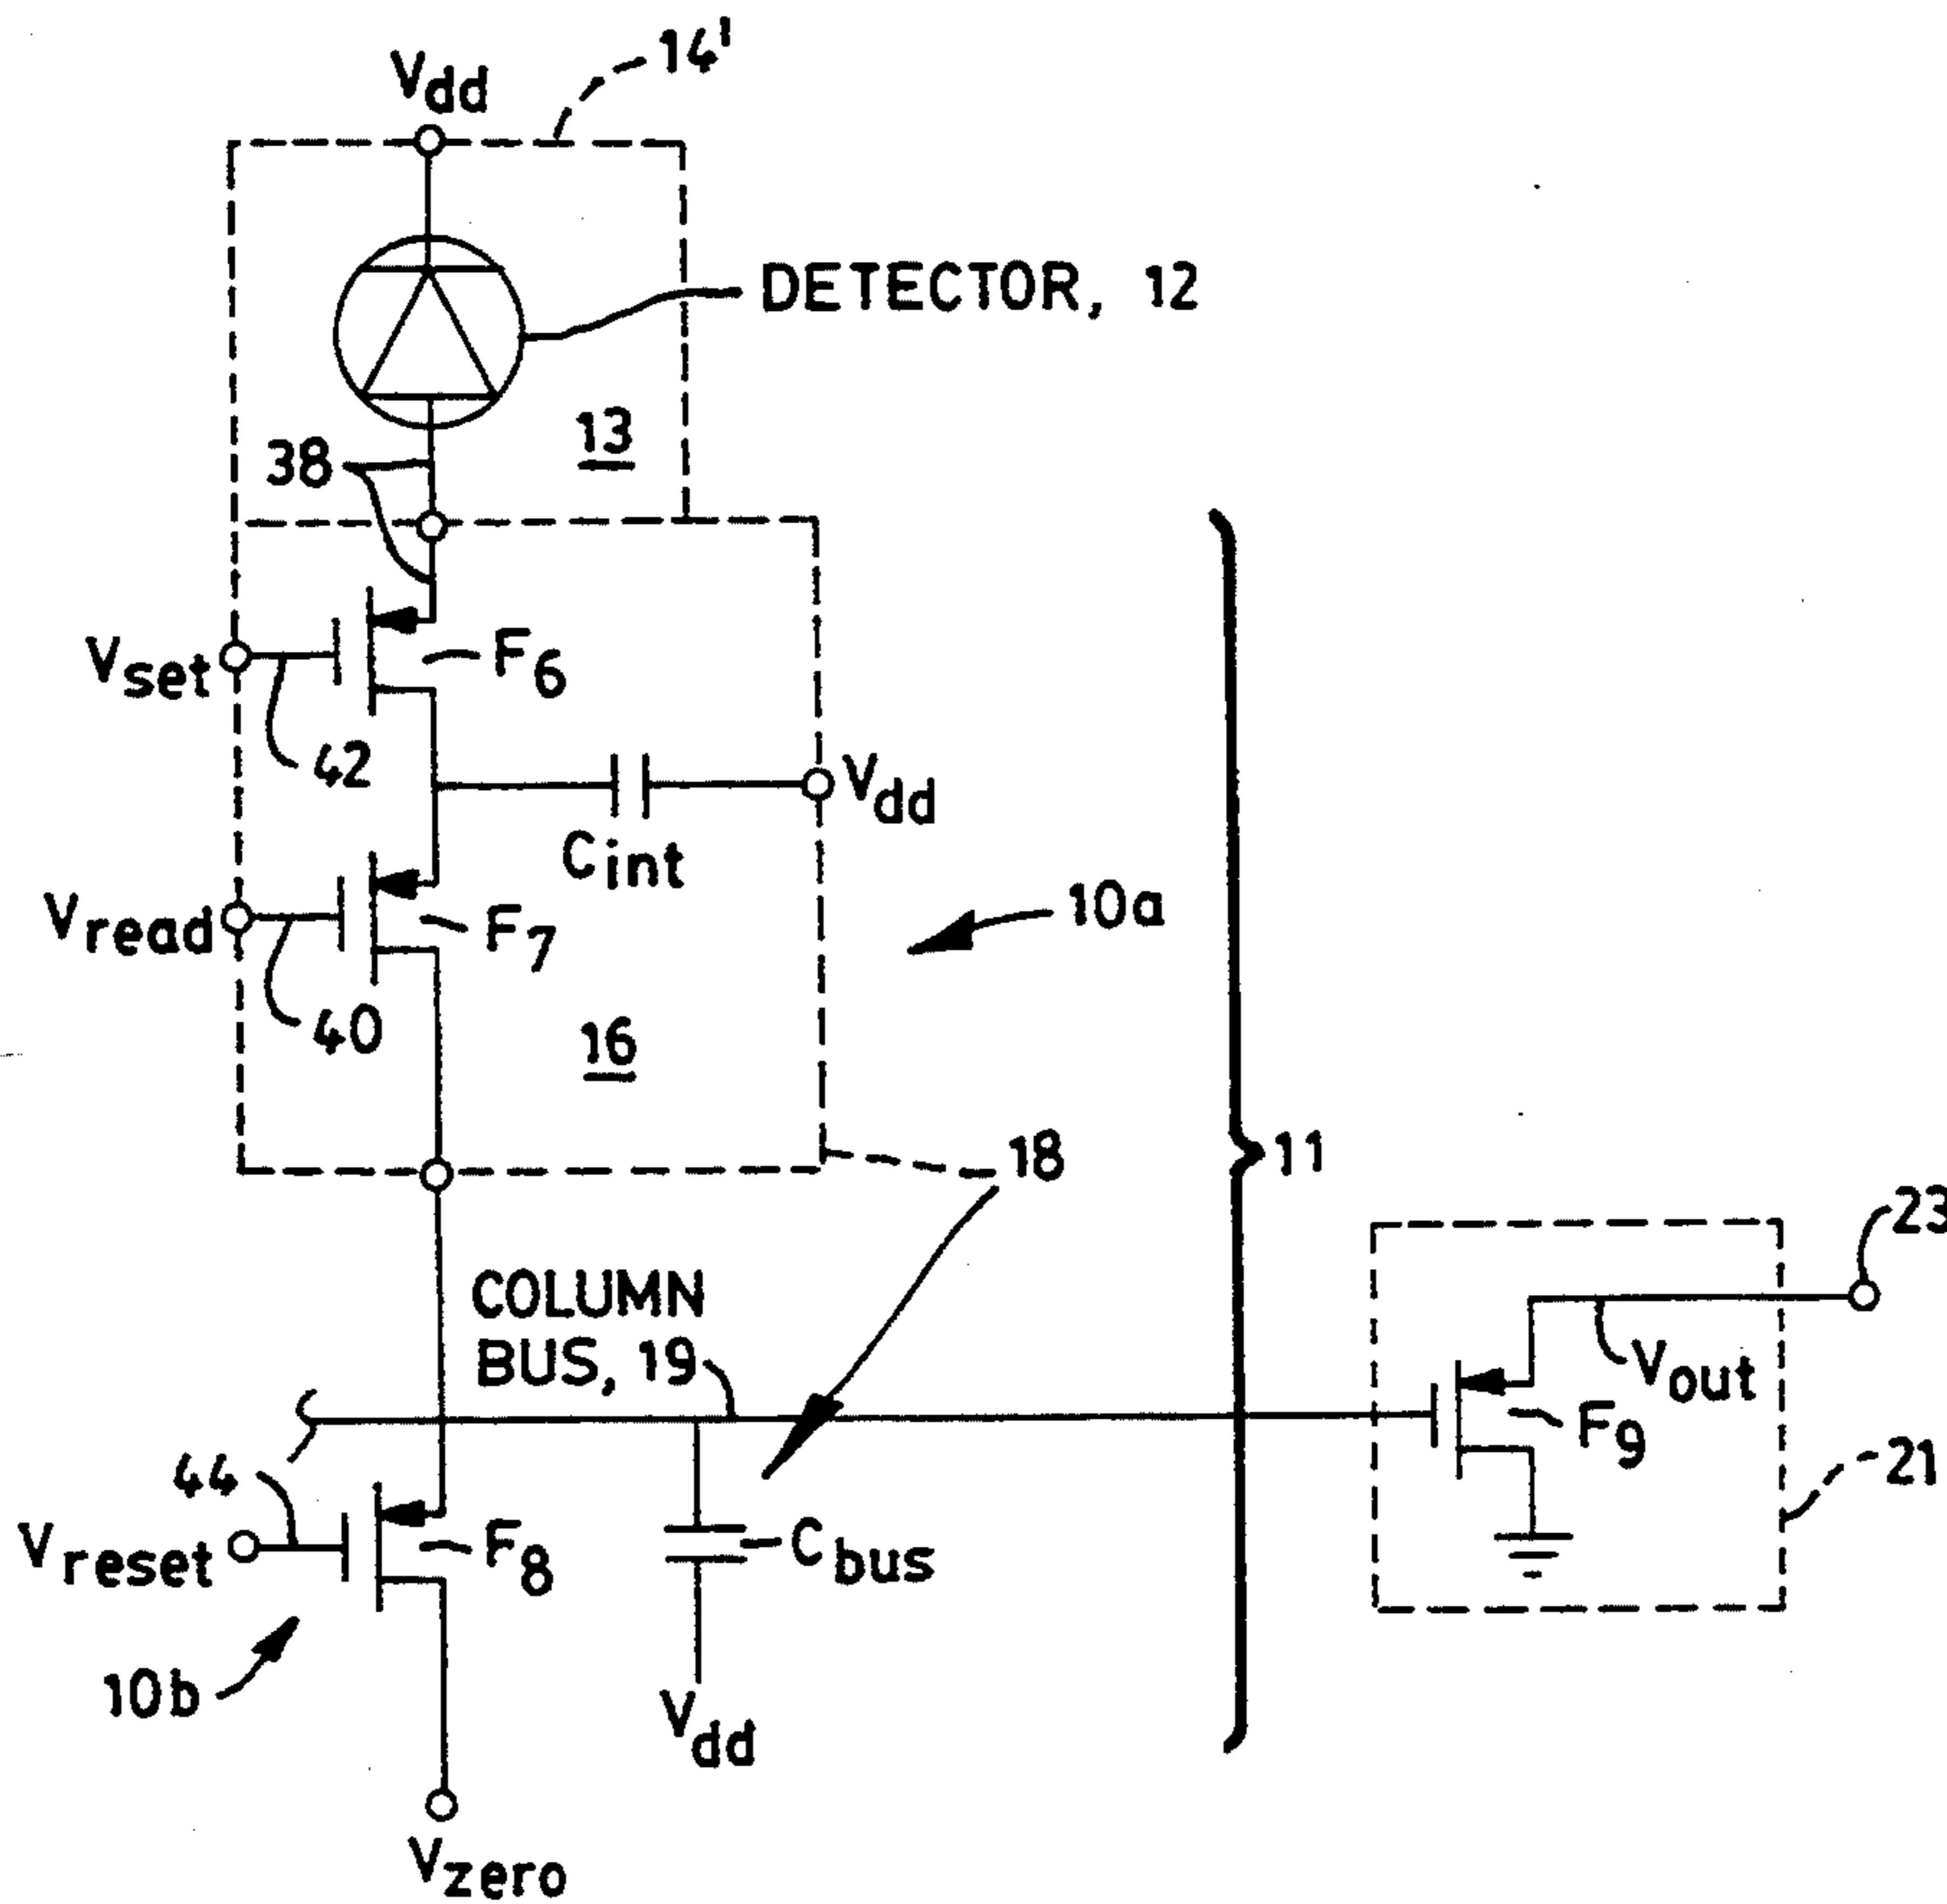 14'
Vdd
DETECTOR, 12
13
38
Vset
F6
42
Vdd
Cint
10a
Vread
F7
40
16
18
11
23
COLUMN
BUS, 19
Vout
F9
44
21
Vreset
F8
Cbus
10b
Vdd
Vzero